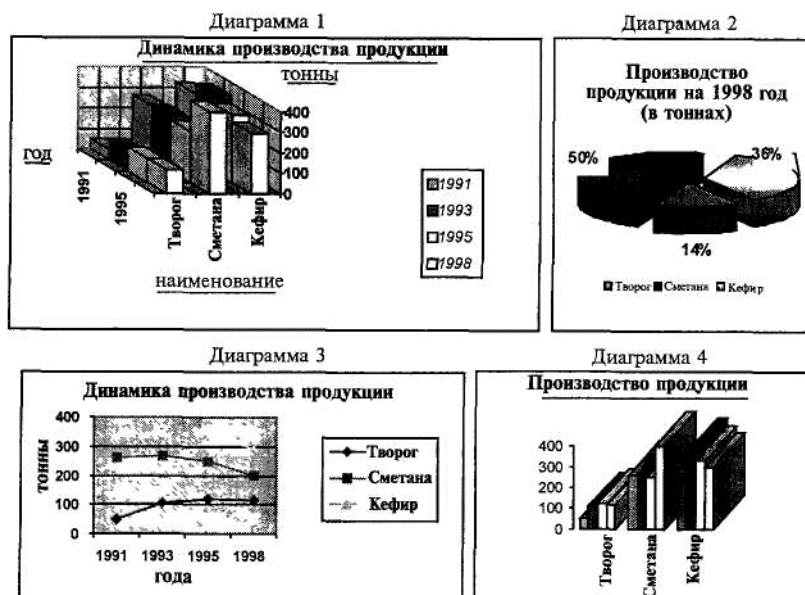 Диаграмма 1
Динамика производства продукции
тонны
400
300
200
100
0
год
1991
1995
Творог
Сметана
Кефир
наименование
1991
1993
1995
1998
Диаграмма 2
Производство
продукции на 1998 год
(в тоннах)
50%
36%
14%
Творог Сметана Кефир
Диаграмма 3
Динамика производства продукции
тонны
400
300
200
100
0
1991 1993 1995 1998
года
Творог
Сметана
Кефир
Диаграмма 4
Производство продукции
400
300
200
100
0
Творог
Сметана
Кефир